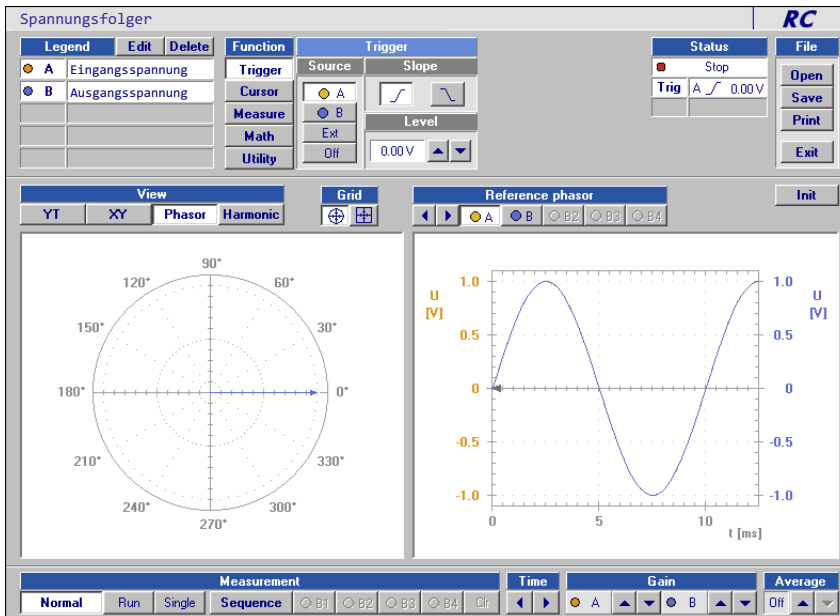 Spannungsfolger
RC
Legend Edit Delete
A Eingangsspannung
B Ausgangsspannung
Function
Trigger
Cursor
Measure
Math
Utility
Trigger
Source
A
B
Ext
Off
Slope
Level
0.00 V
Status
Stop
Trig A 0.00 V
File
Open
Save
Print
Exit
View
YT XY Phasor Harmonic
Grid
Reference phasor
A B B2 B3 B4
Init
90°
120° 60°
150° 30°
180° 0°
210° 330°
240° 300°
270°
U
[V]
1.0
0.5
0
-0.5
-1.0
1.0
0.5
0
-0.5
-1.0
U
[V]
0 5 10
t [ms]
Measurement
Normal Run Single Sequence B1 B2 B3 B4 Clr
Time
Gain
A B
Average
Off